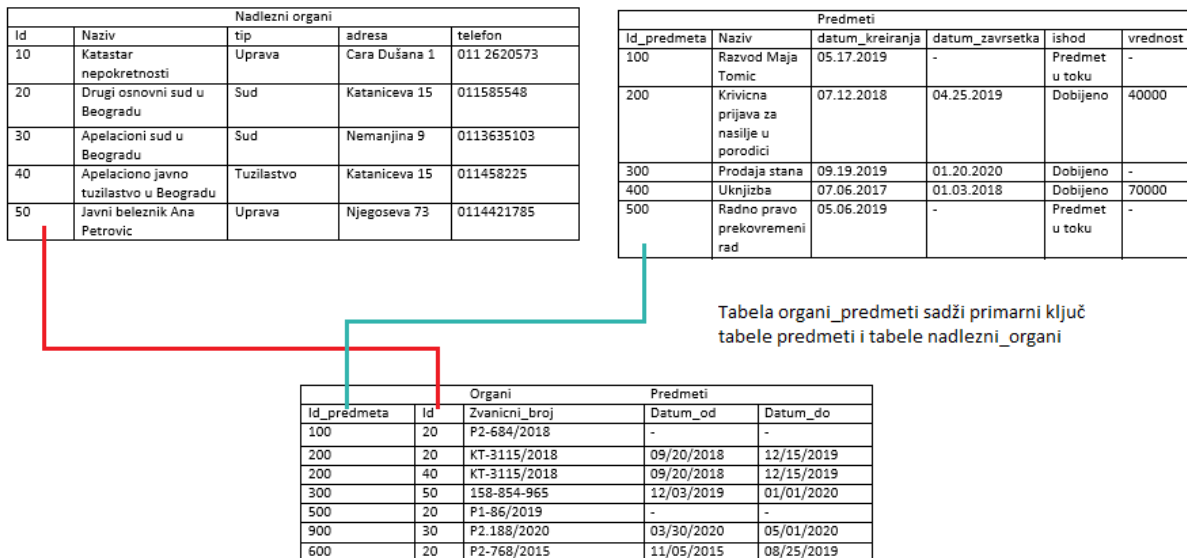 Nadlezni organi
Id Naziv tip adresa telefon
10 Katastar Uprava Cara Dušana 1 011 2620573
nepokretnosti
20 Drugi osnovni sud u Sud Kataniceva 15 011585548
Beogradu
30 Apelacioni sud u Sud Nemanjina 9 0113635103
Beogradu
40 Apelaciono javno Tuzilastvo Kataniceva 15 011458225
tuzilastvo u Beogradu
50 Javni beleznik Ana Uprava Njegoseva 73 0114421785
Petrovic
Predmeti
Id_predmeta Naziv datum_kreiranja datum_zavrsetka ishod vrednost
100 Razvod Maja 05.17.2019 - Predmet -
Tomic u toku
200 Krivicna 07.12.2018 04.25.2019 Dobijeno 40000
prijava za
nasilje u
porodici
300 Prodaja stana 09.19.2019 01.20.2020 Dobijeno -
400 Uknjizba 07.06.2017 01.03.2018 Dobijeno 70000
500 Radno pravo 05.06.2019 - Predmet -
prekovremeni u toku
rad
Tabela organi_predmeti sadži primarni ključ
tabele predmeti i tabele nadlezni_organi
Organi Predmeti
Id_predmeta Id Zvanicni_broj Datum_od Datum_do
100 20 P2-684/2018 - -
200 20 KT-3115/2018 09/20/2018 12/15/2019
200 40 KT-3115/2018 09/20/2018 12/15/2019
300 50 158-854-965 12/03/2019 01/01/2020
500 20 P1-86/2019 - -
900 30 P2.188/2020 03/30/2020 05/01/2020
600 20 P2-768/2015 11/05/2015 08/25/2019